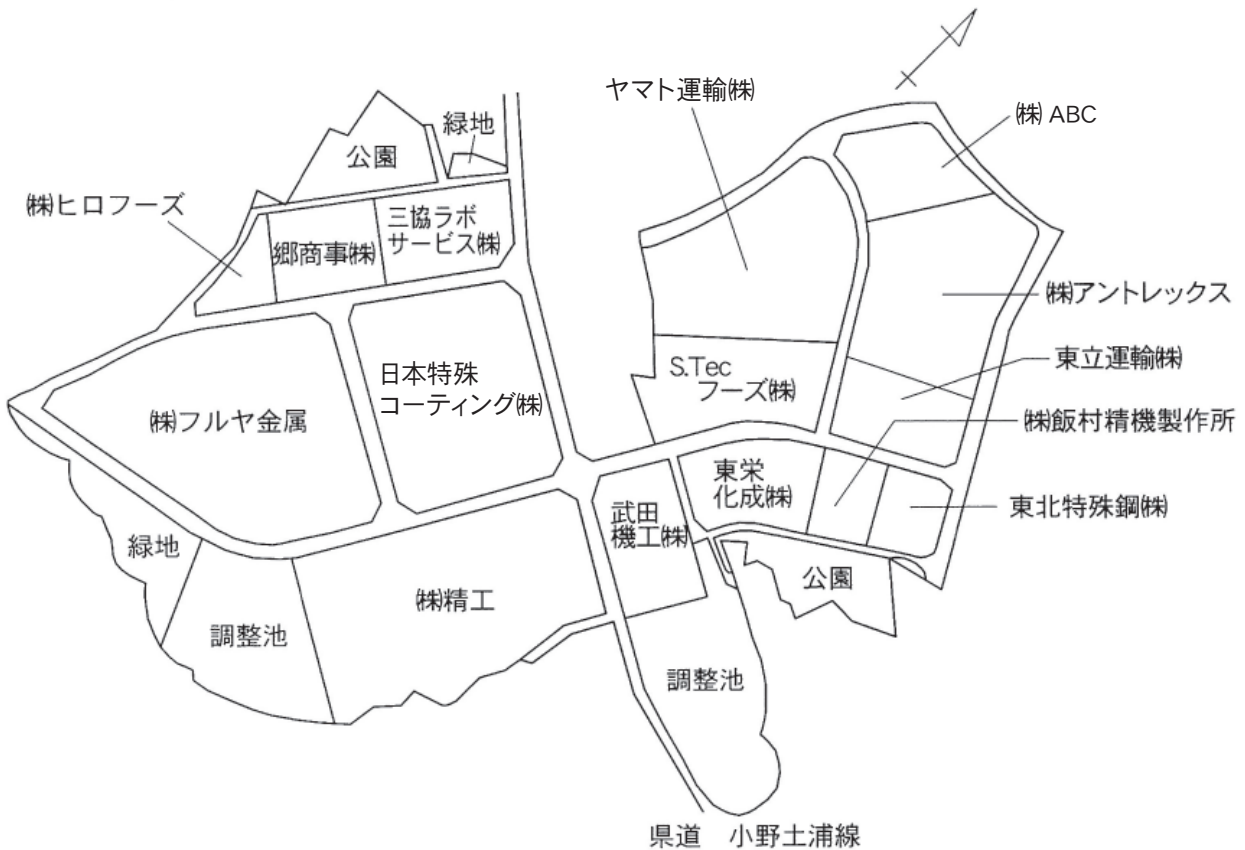 ヤマト運輸㈱
㈱ ABC
緑地
公園
㈱ヒロフーズ
三協ラボ
サービス㈱
郷商事㈱
㈱アントレックス
東立運輸㈱
S.Tec
フーズ㈱
日本特殊
コーティング㈱
㈱フルヤ金属
㈱飯村精機製作所
東栄
化成㈱
東北特殊鋼㈱
武田
機工㈱
緑地
公園
㈱精工
調整池
調整池
県道 小野土浦線